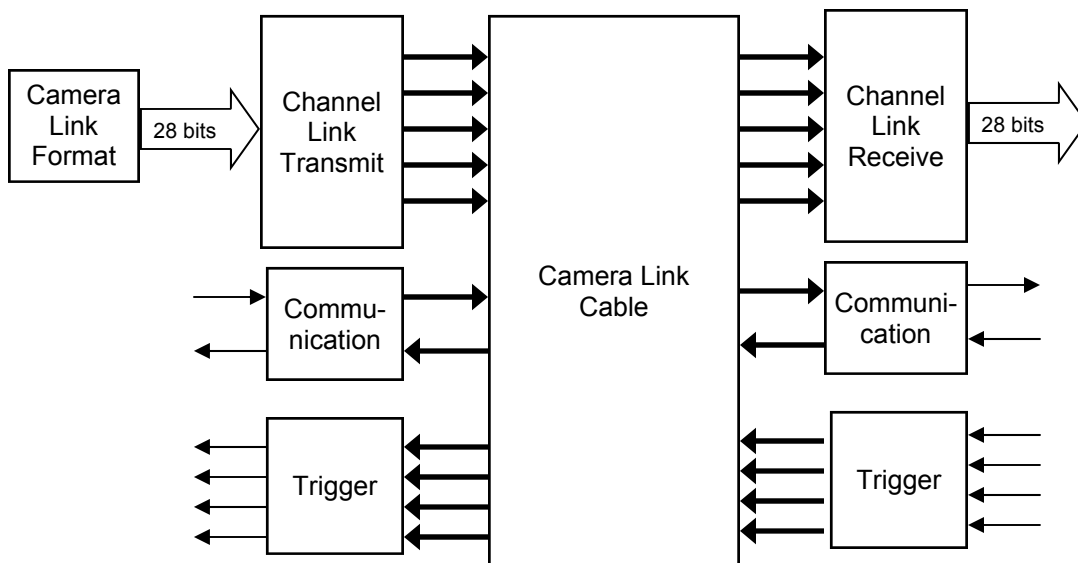 Camera
Link
Format
28 bits
Channel
Link
Transmit
Camera Link
Cable
Channel
Link
Receive
28 bits
Commu-
nication
Communi-
cation
Trigger
Trigger